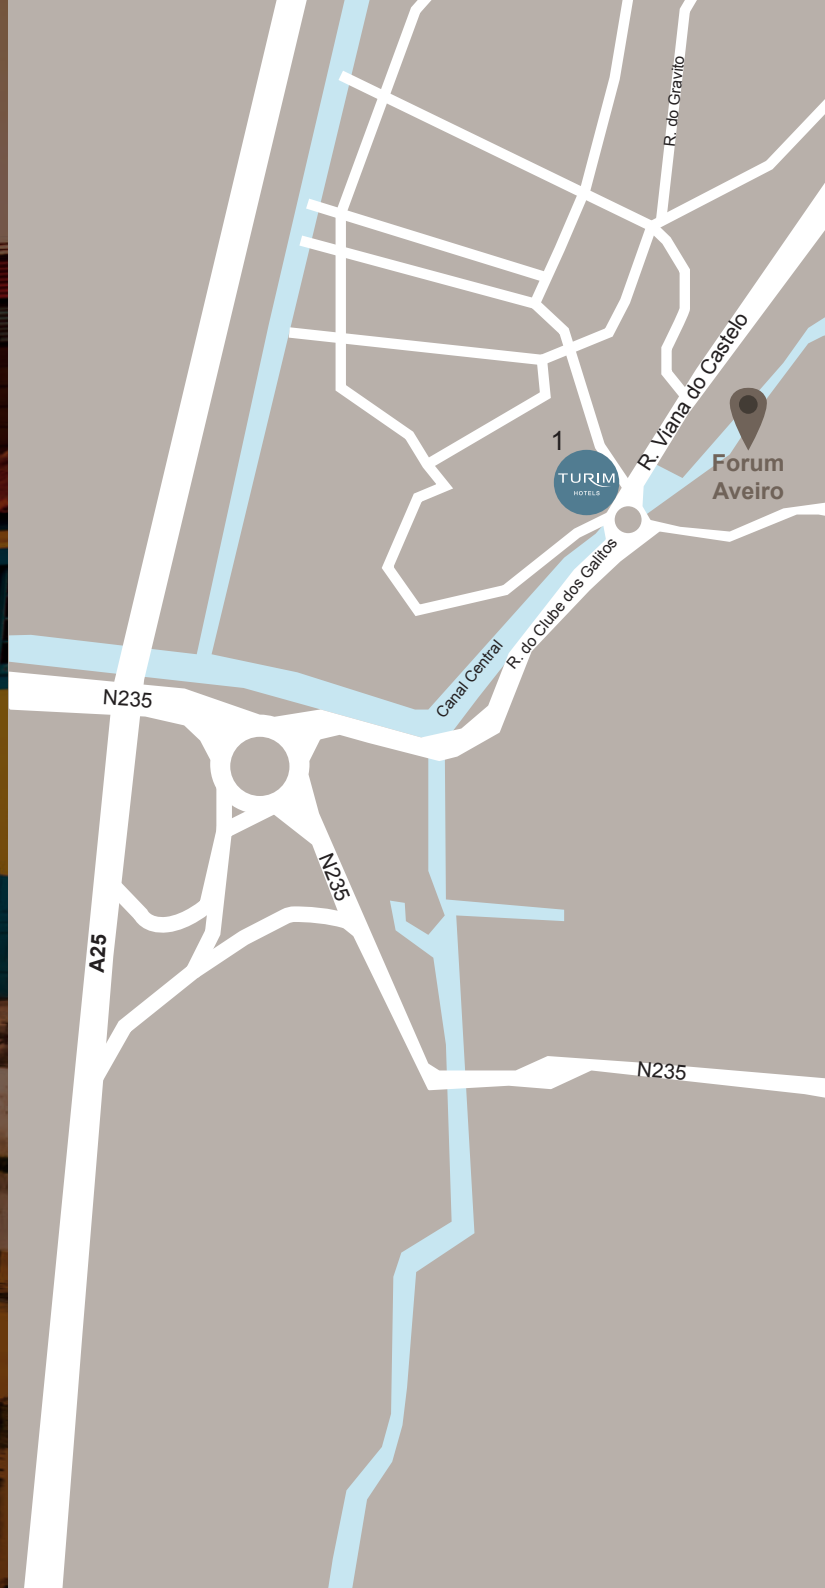 R. do Gravito
R. Viana do Castelo
1
TURIM
HOTELS
Forum
Aveiro
R. do Clube dos Galitos
Canal Central
N235
N235
A25
N235